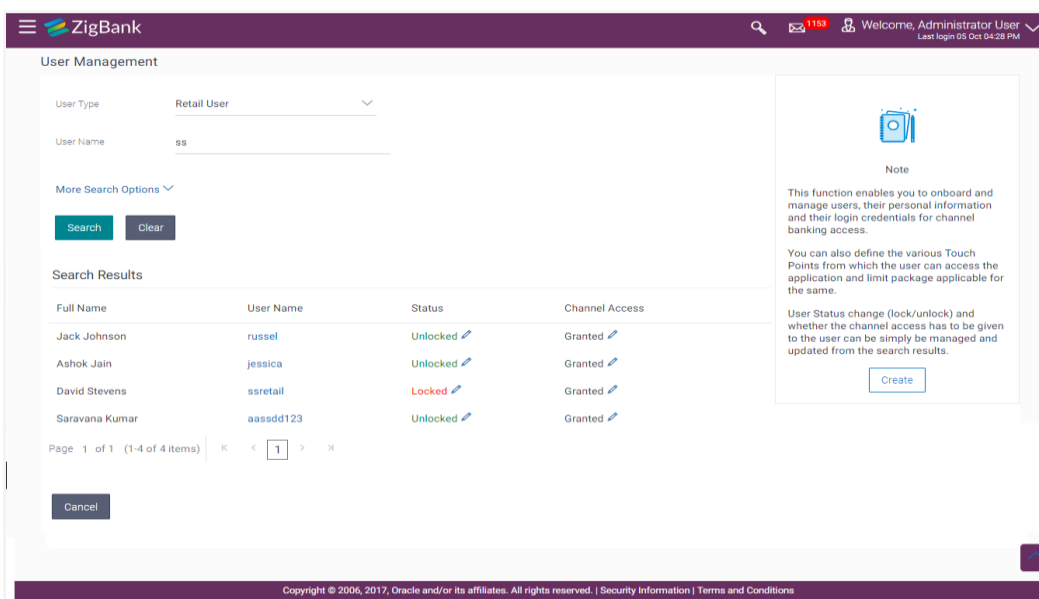 ZigBank
1153
Welcome, Administrator User
Last login 05 Oct 04:28 PM
User Management
User Type
Retail User
User Name
ss
More Search Options
Search
Clear
Search Results
Full Name User Name Status Channel Access
Jack Johnson russel Unlocked Granted
Ashok Jain jessica Unlocked Granted
David Stevens ssretail Locked Granted
Saravana Kumar aassdd123 Unlocked Granted
Page 1 of 1 (1-4 of 4 items) K < 1 > >|
Cancel
Note
This function enables you to onboard and
manage users, their personal information
and their login credentials for channel
banking access.
You can also define the various Touch
Points from which the user can access the
application and limit package applicable for
the same.
User Status change (lock/unlock) and
whether the channel access has to be given
to the user can be simply be managed and
updated from the search results.
Create
Copyright © 2006, 2017, Oracle and/or its affiliates. All rights reserved. | Security Information | Terms and Conditions